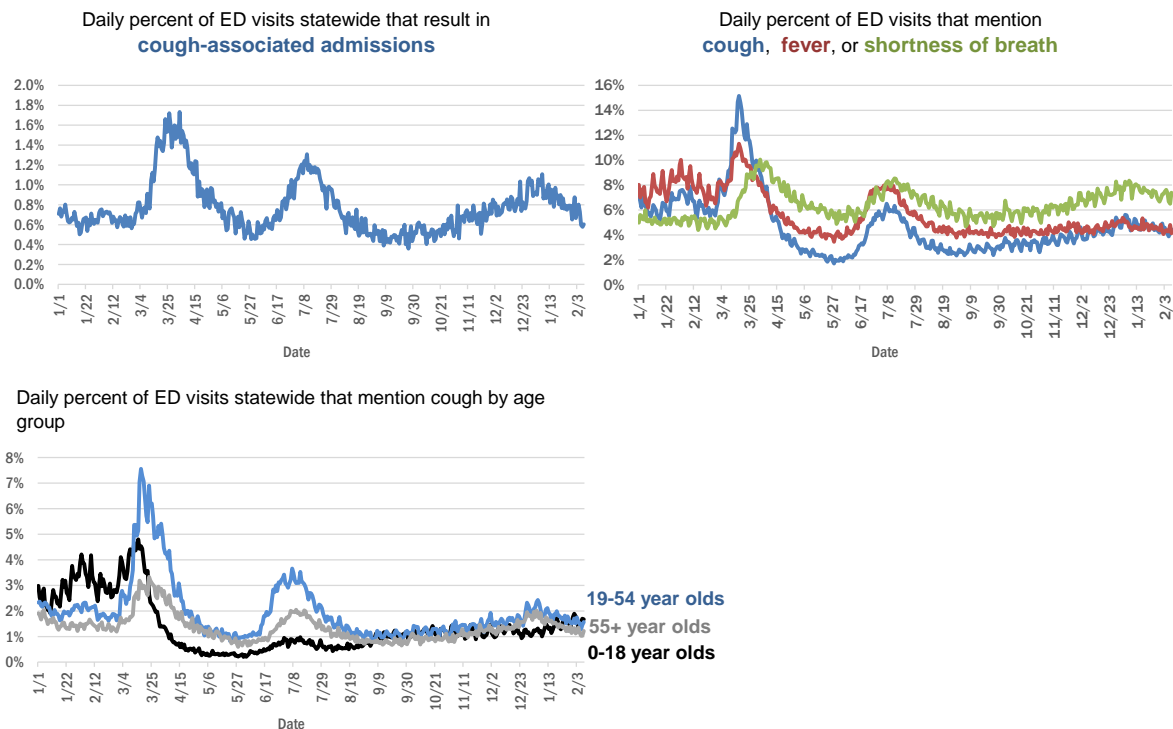 Daily percent of ED visits statewide that result in
cough-associated admissions
2.0%
1.8%
1.6%
1.4%
1.2%
1.0%
0.8%
0.6%
0.4%
0.2%
0.0%
1/1 1/22 2/12 3/4 3/25 4/15 5/6 5/27 6/17 7/8 7/29 8/19 9/9 9/30 10/21 11/11 12/2 12/23 1/13 2/3
Date
Daily percent of ED visits that mention
cough, fever, or shortness of breath
16%
14%
12%
10%
8%
6%
4%
2%
0%
1/1 1/22 2/12 3/4 3/25 4/15 5/6 5/27 6/17 7/8 7/29 8/19 9/9 9/30 10/21 11/11 12/2 12/23 1/13 2/3
Date
Daily percent of ED visits statewide that mention cough by age
group
8%
7%
6%
5%
4%
3%
2%
1%
0%
1/1 1/22 2/12 3/4 3/25 4/15 5/6 5/27 6/17 7/8 7/29 8/19 9/9 9/30 10/21 11/11 12/2 12/23 1/13 2/3
Date
19-54 year olds
55+ year olds
0-18 year olds